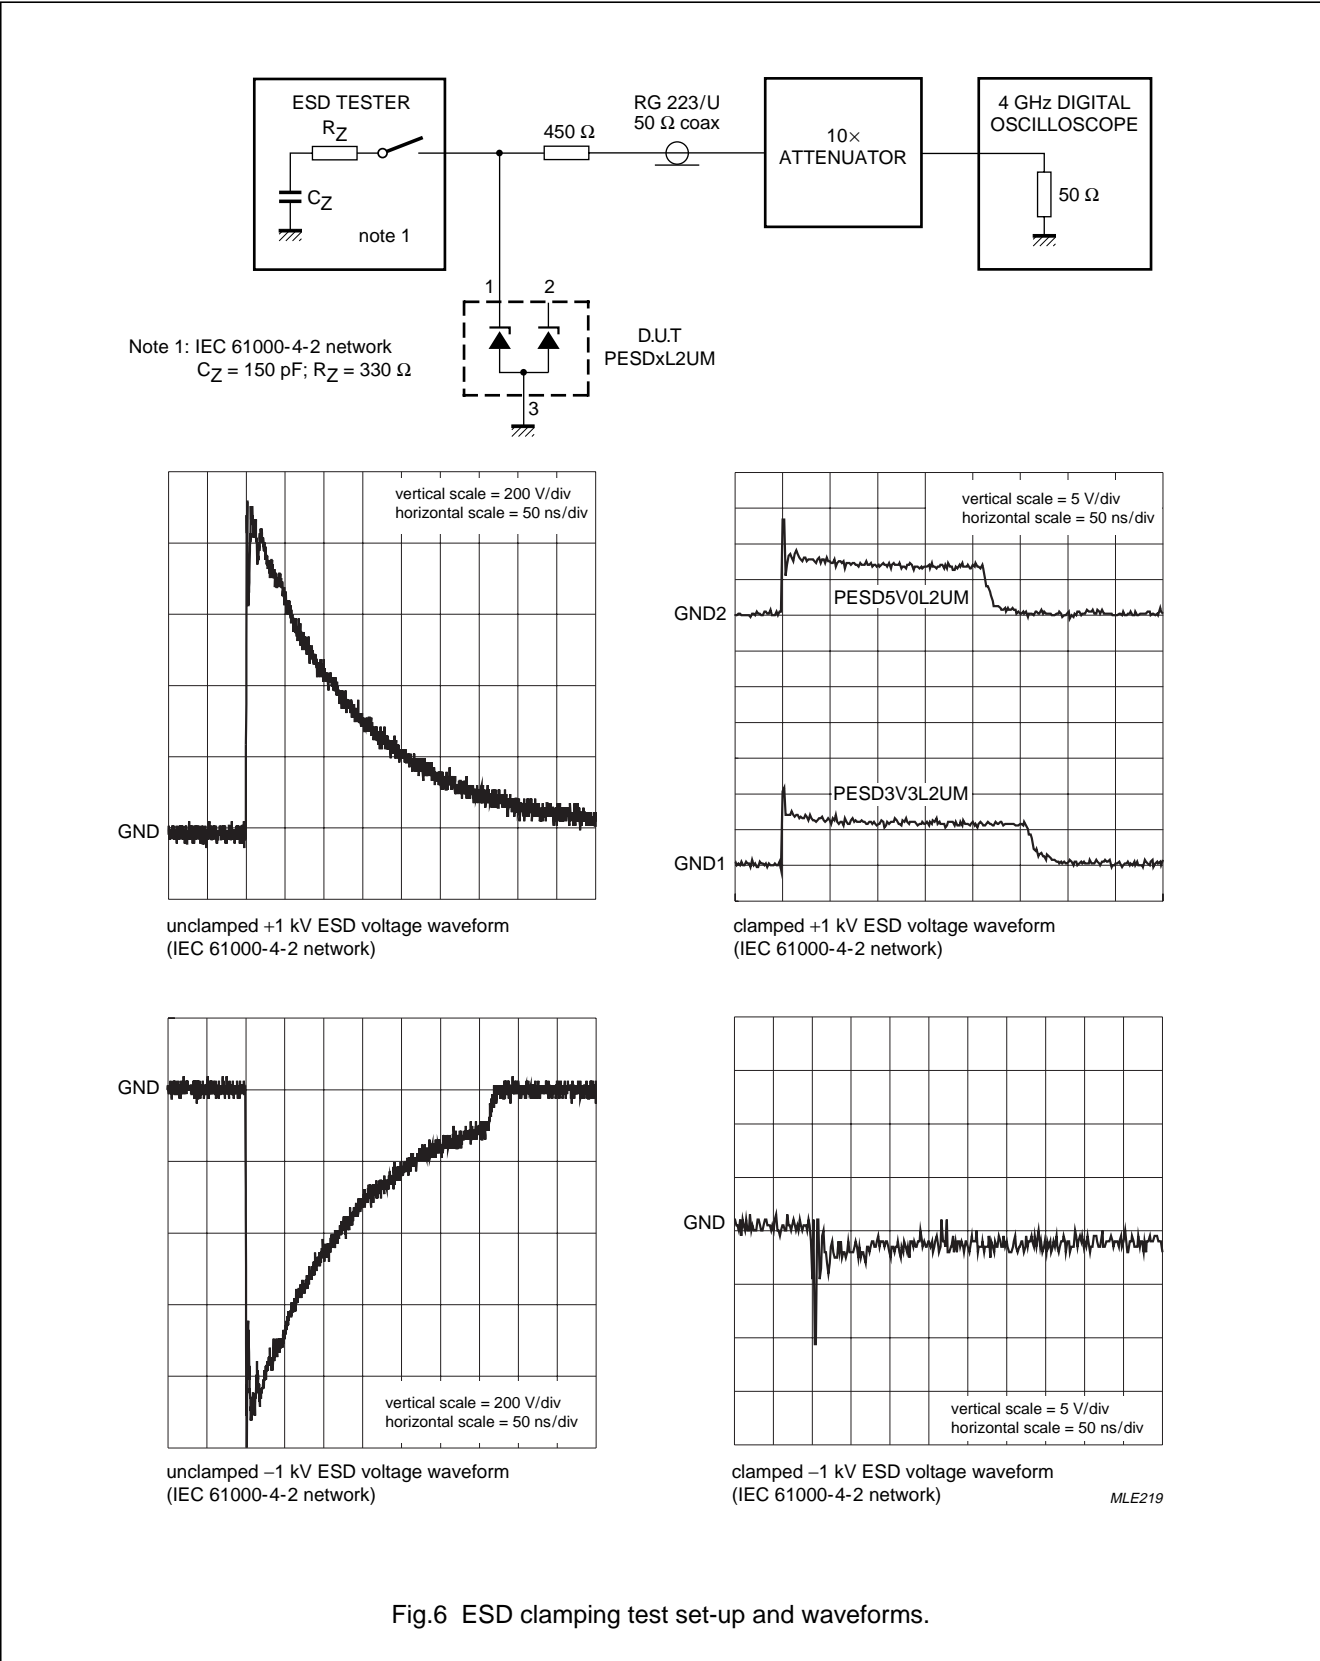 ESD TESTER
RZ
CZ
note 1
450 Ω
RG 223/U
50 Ω coax
10×
ATTENUATOR
4 GHz DIGITAL
OSCILLOSCOPE
50 Ω
1
2
3
D.U.T
PESDxL2UM
Note 1: IEC 61000-4-2 network
CZ = 150 pF; RZ = 330 Ω
vertical scale = 200 V/div
horizontal scale = 50 ns/div
GND
unclamped +1 kV ESD voltage waveform
(IEC 61000-4-2 network)
vertical scale = 5 V/div
horizontal scale = 50 ns/div
GND2
PESD5V0L2UM
PESD3V3L2UM
GND1
clamped +1 kV ESD voltage waveform
(IEC 61000-4-2 network)
GND
vertical scale = 200 V/div
horizontal scale = 50 ns/div
unclamped −1 kV ESD voltage waveform
(IEC 61000-4-2 network)
GND
vertical scale = 5 V/div
horizontal scale = 50 ns/div
clamped −1 kV ESD voltage waveform
(IEC 61000-4-2 network)
MLE219
Fig.6 ESD clamping test set-up and waveforms.